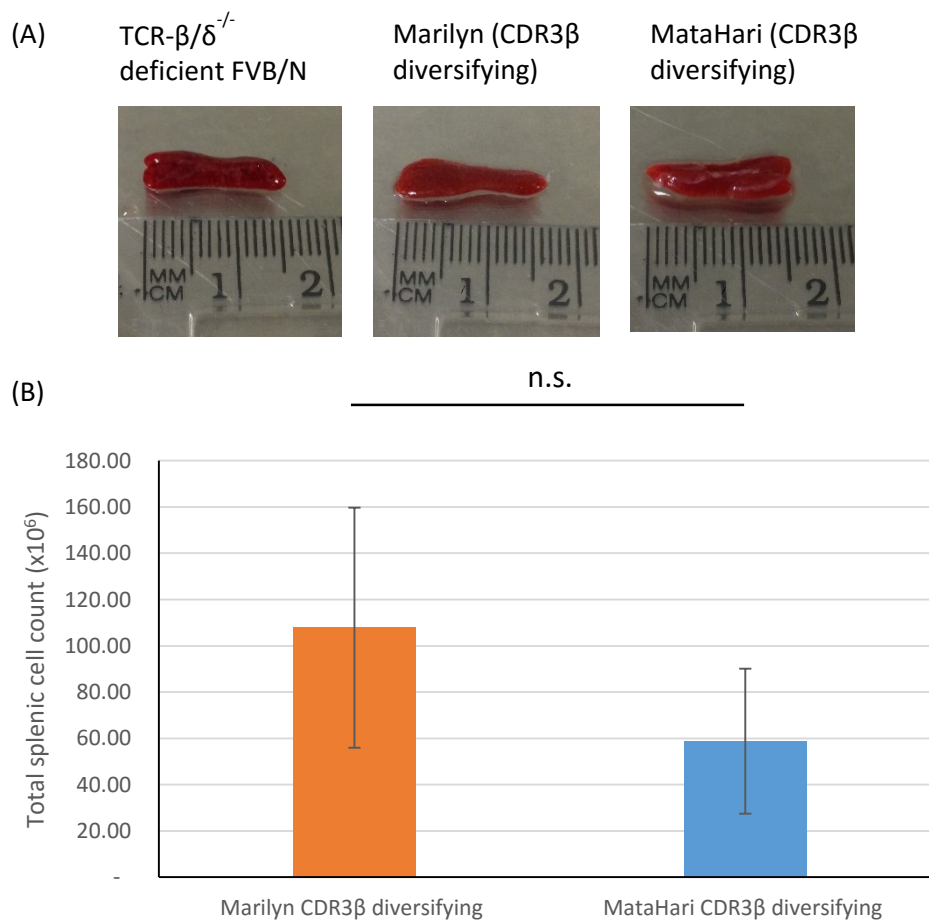 (A)
TCR-β/δ-/-
deficient FVB/N
Marilyn (CDR3β
diversifying)
MataHari (CDR3β
diversifying)
MM
CM
1
2
MM
CM
1
2
MM
CM
1
2
(B)
n.s.
Total splenic cell count (x10⁶)
180.00
160.00
140.00
120.00
100.00
80.00
60.00
40.00
20.00
-
Marilyn CDR3β diversifying
MataHari CDR3β diversifying